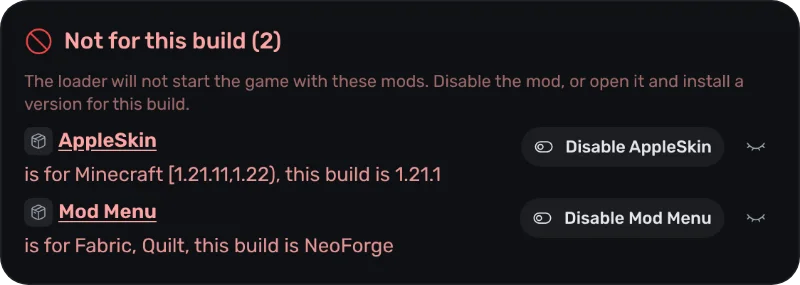 Not for this build (2)
The loader will not start the game with these mods. Disable the mod, or open it and install a
version for this build.
AppleSkin
Disable AppleSkin
is for Minecraft [1.21.11,1.22), this build is 1.21.1
Mod Menu
Disable Mod Menu
is for Fabric, Quilt, this build is NeoForge